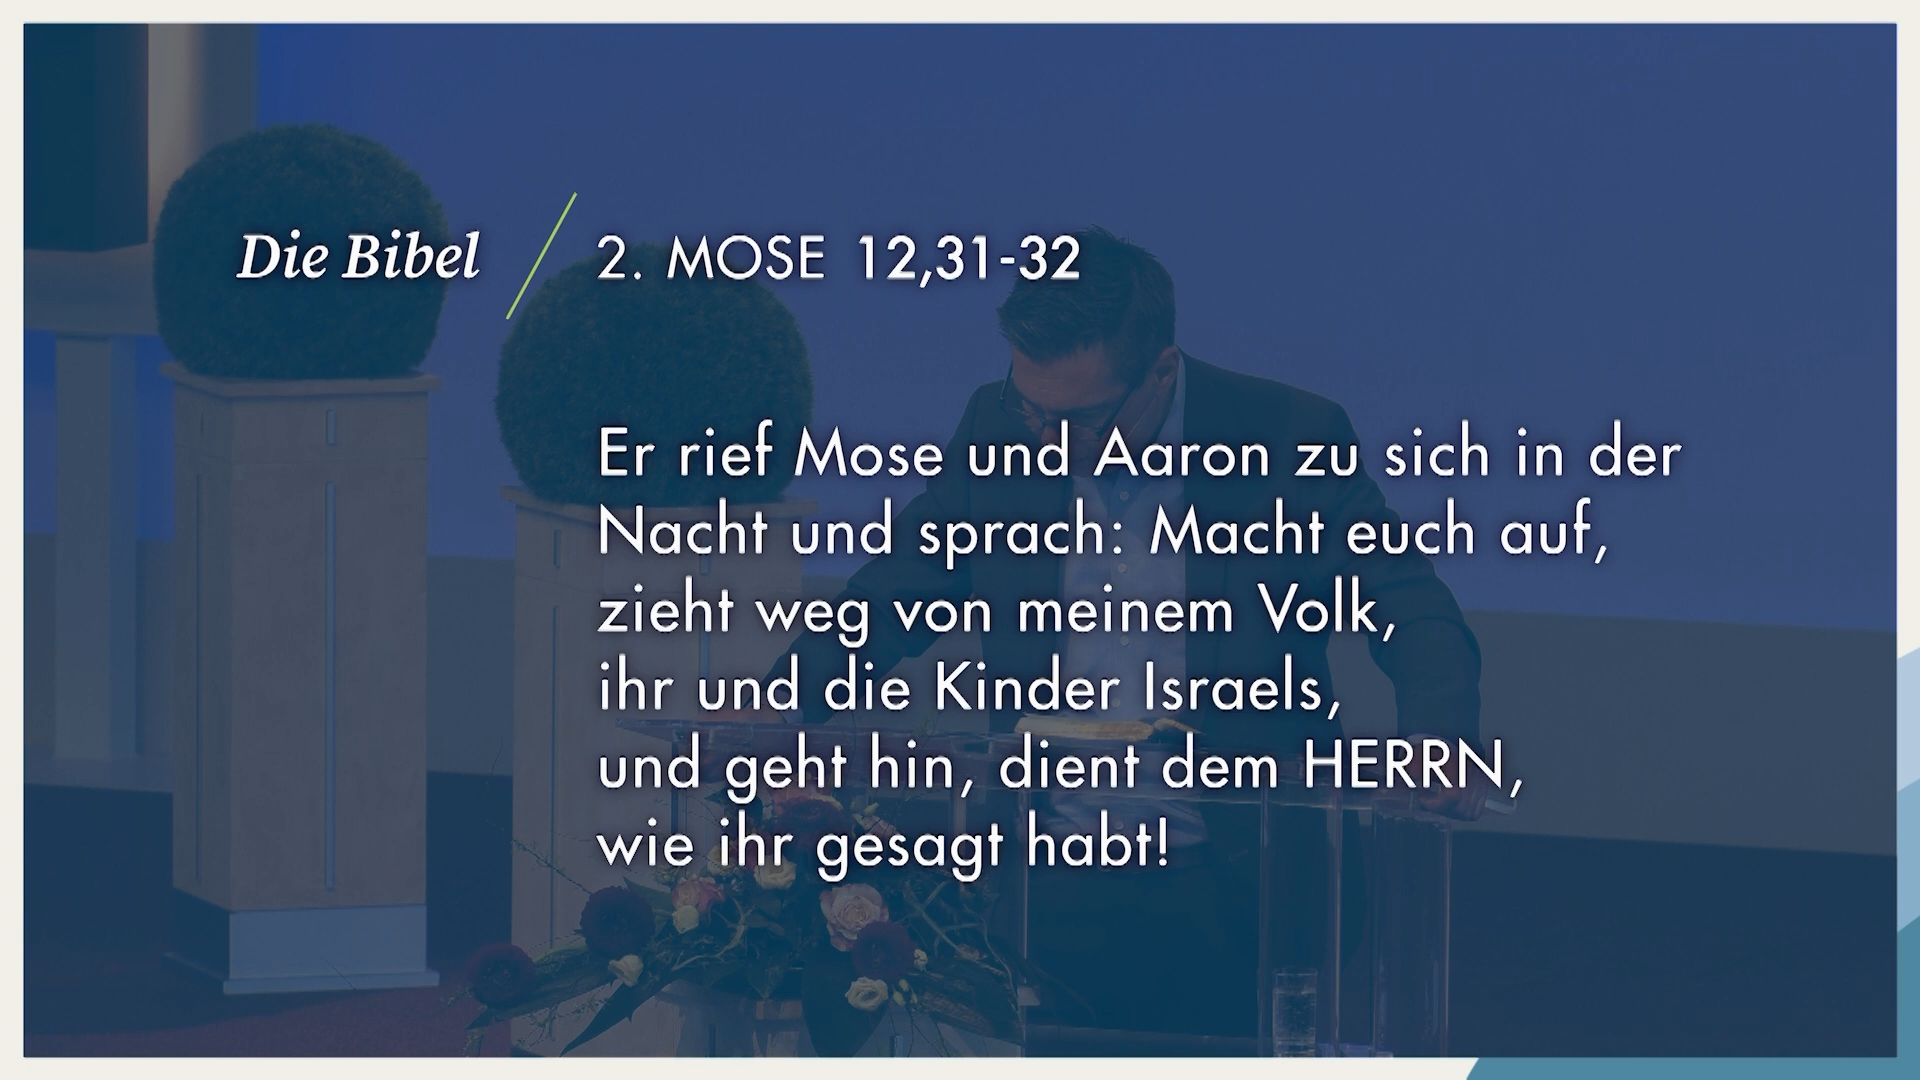 Die Bibel / 2. MOSE 12,31-32
Er rief Mose und Aaron zu sich in der
Nacht und sprach: Macht euch auf,
zieht weg von meinem Volk,
ihr und die Kinder Israels,
und geht hin, dient dem HERRN,
wie ihr gesagt habt!